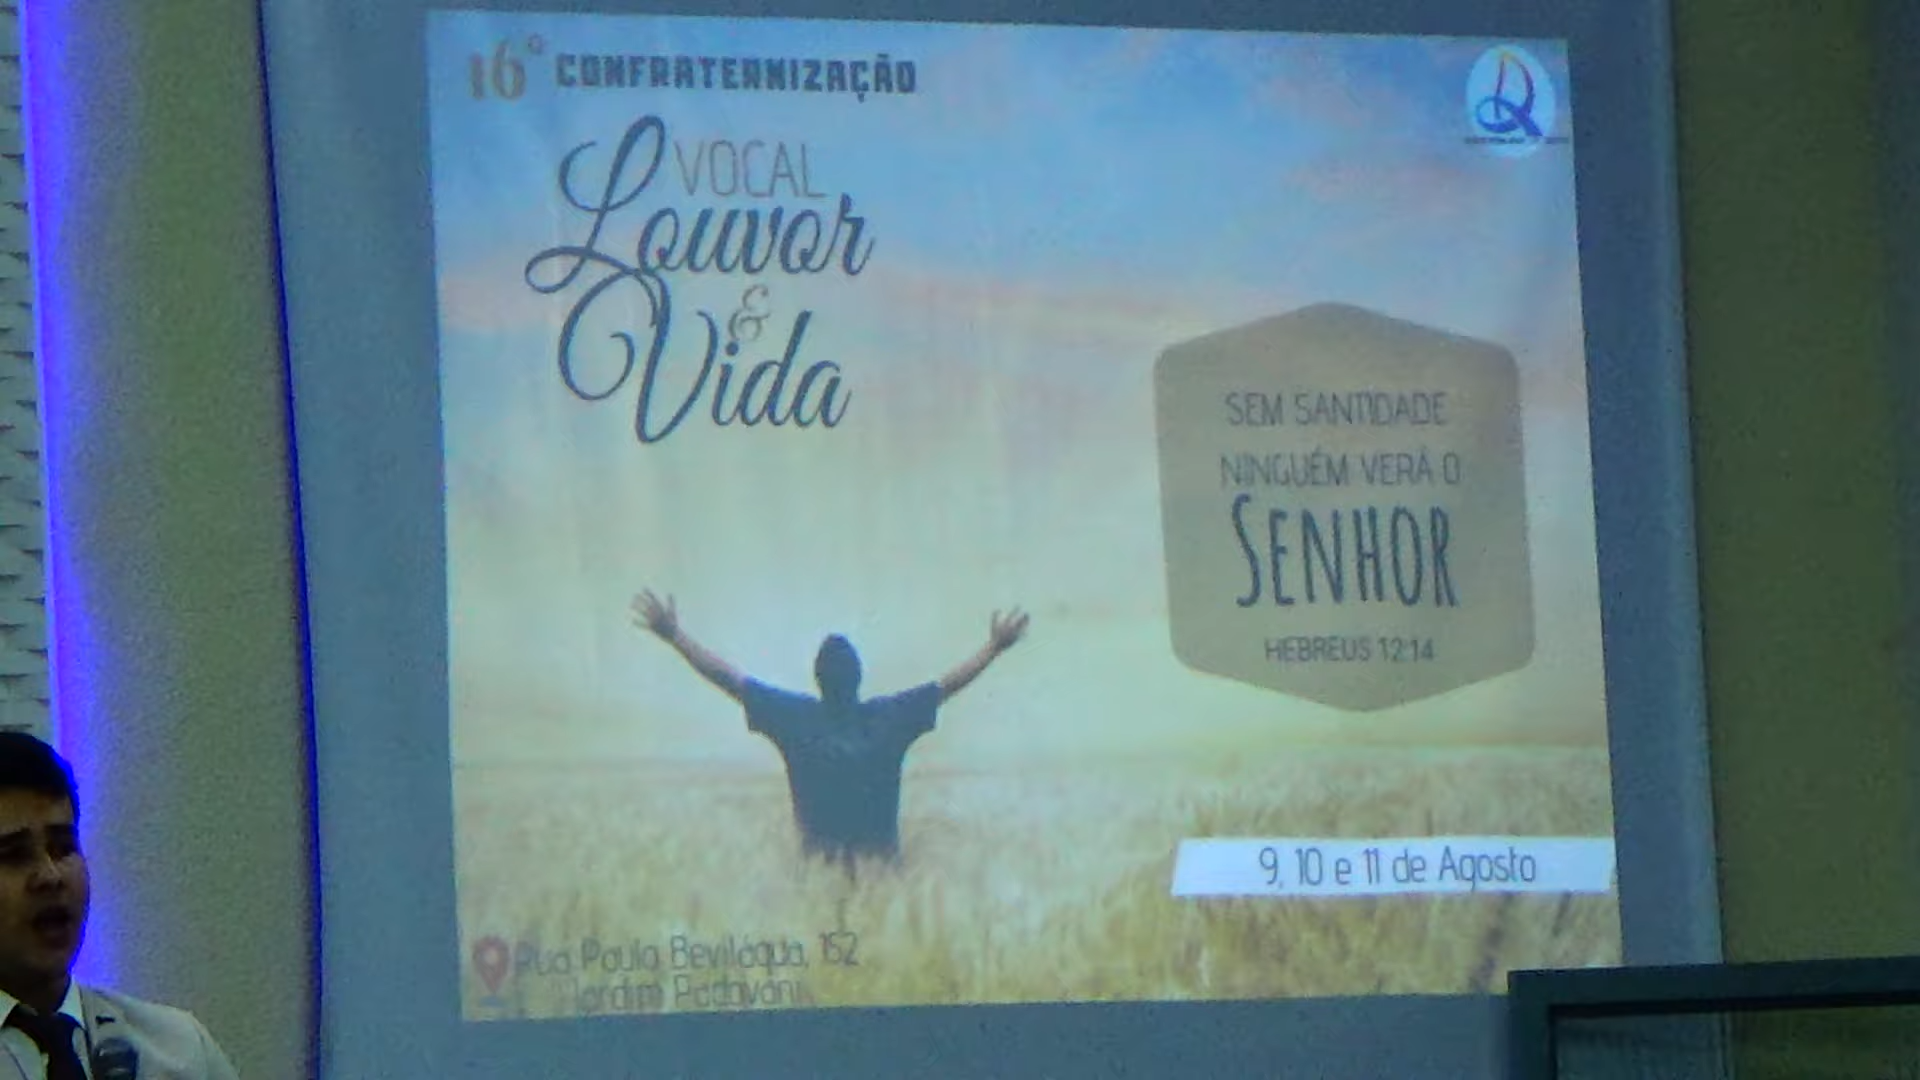 16º CONFRATERNIZAÇÃO
VOCAL
Louvor
&
Vida
SEM SANTIDADE
NINGUÉM VERÁ O
SENHOR
HEBREUS 12:14
9, 10 e 11 de Agosto
Rua Paulo Beviláqua, 152
Jardim Padovani